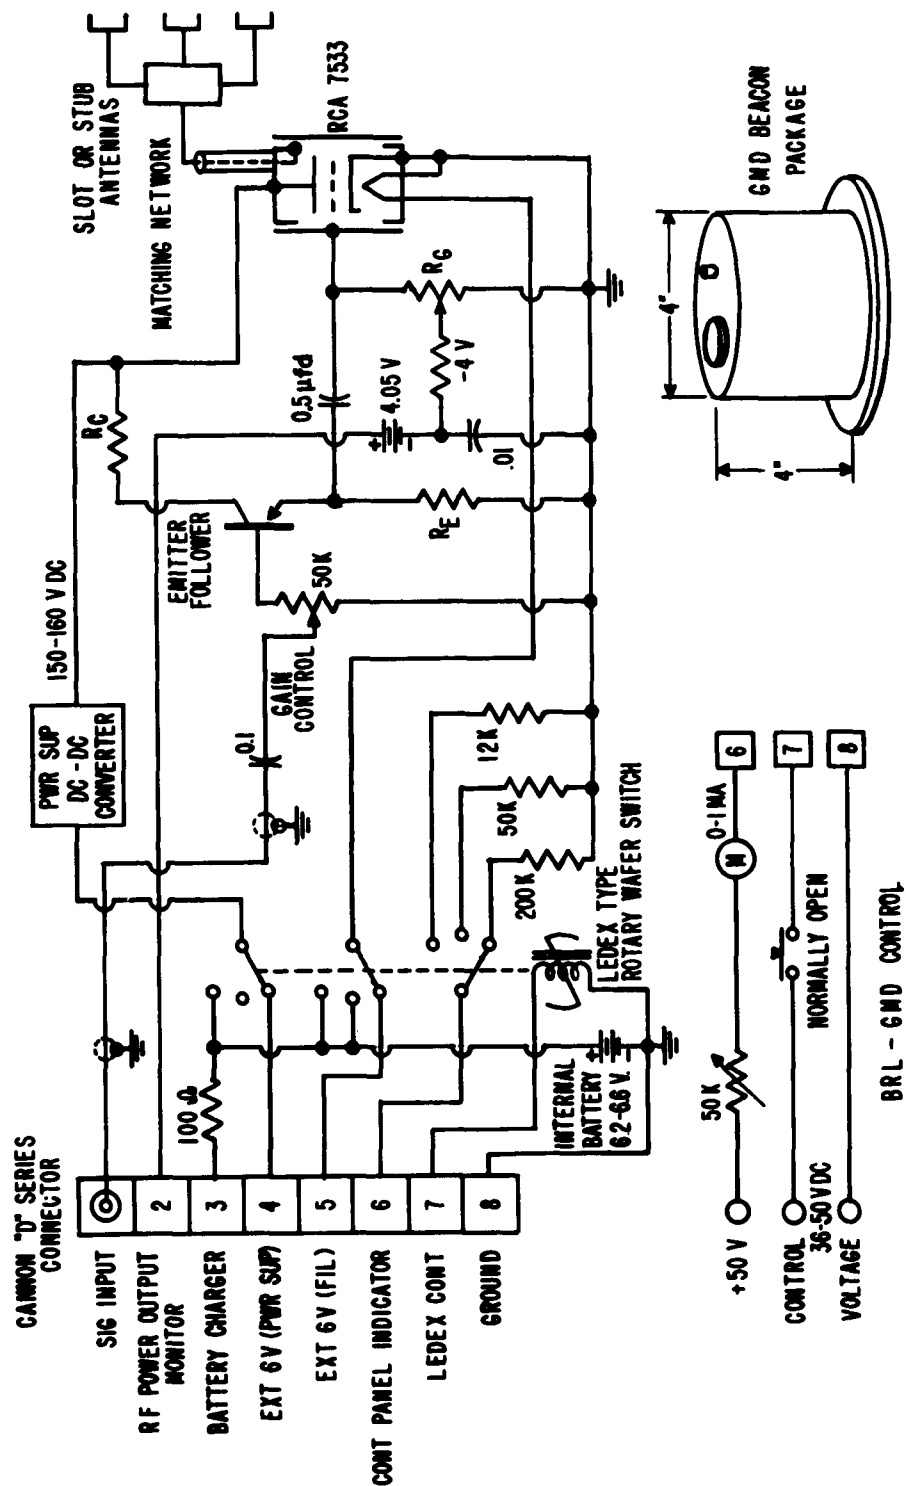 CANNON "D" SERIES
CONNECTOR
SIG INPUT
RF POWER OUTPUT
MONITOR
2
BATTERY CHARGER
3
EXT 6V (PWR SUP)
4
EXT 6V (FIL)
5
CONT PANEL INDICATOR
6
LEDEX CONT
7
GROUND
8
100 Ω
INTERNAL
BATTERY
6.2-6.6 V.
+
-
LEDEX TYPE
ROTARY WAFER SWITCH
200K
50K
12K
PWR SUP
DC-DC
CONVERTER
150-160 V DC
0.1
GAIN
CONTROL
50K
EMITTER
FOLLOWER
RC
RE
0.5 µfd
+
4.05 V
-
.01
-4 V
RG
MATCHING NETWORK
SLOT OR STUB
ANTENNAS
RCA 7533
+50 V
50K
M
0-1 MA
6
CONTROL
NORMALLY OPEN
7
36-50 VDC
VOLTAGE
8
BRL - GMD CONTROL
4"
4"
GMD BEACON
PACKAGE